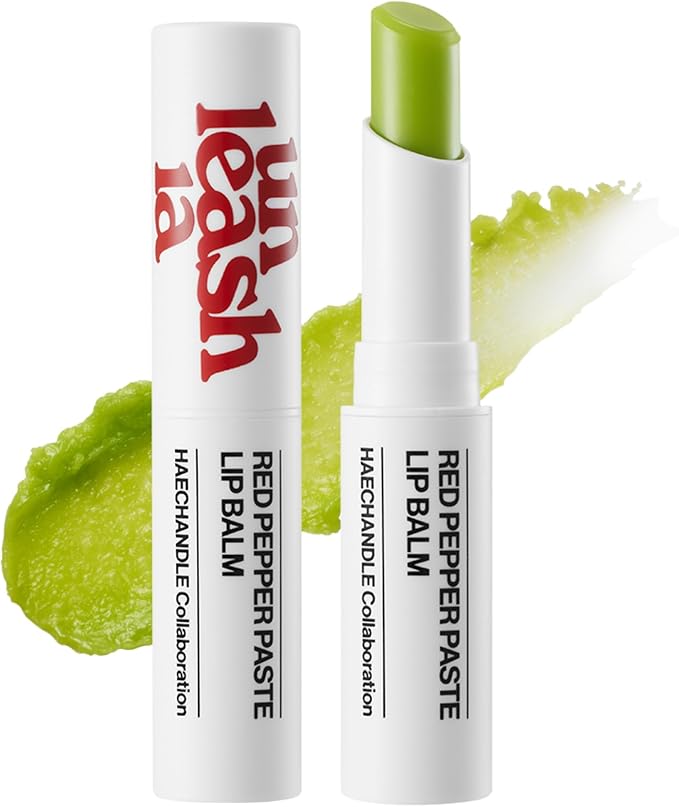 un
leash
ia
RED PEPPER PASTE
LIP BALM
HAECHANDLE Collaboration
RED PEPPER PASTE
LIP BALM
HAECHANDLE Collaboration